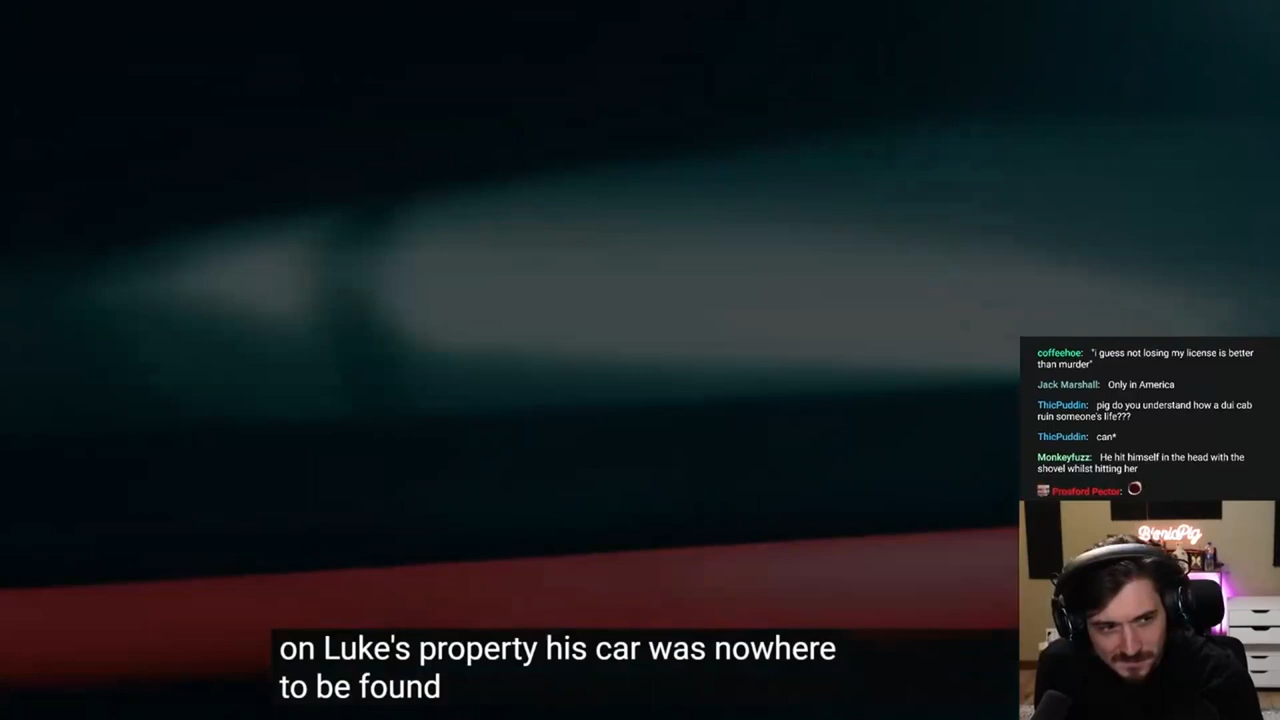 coffeehoe: "i guess not losing my license is better
than murder"
Jack Marshall: Only in America
ThicPuddin: pig do you understand how a dui cab
ruin someone's life???
ThicPuddin: can*
Monkeyfuzz: He hit himself in the head with the
shovel whilst hitting her
Prosford Pector:
on Luke's property his car was nowhere
to be found